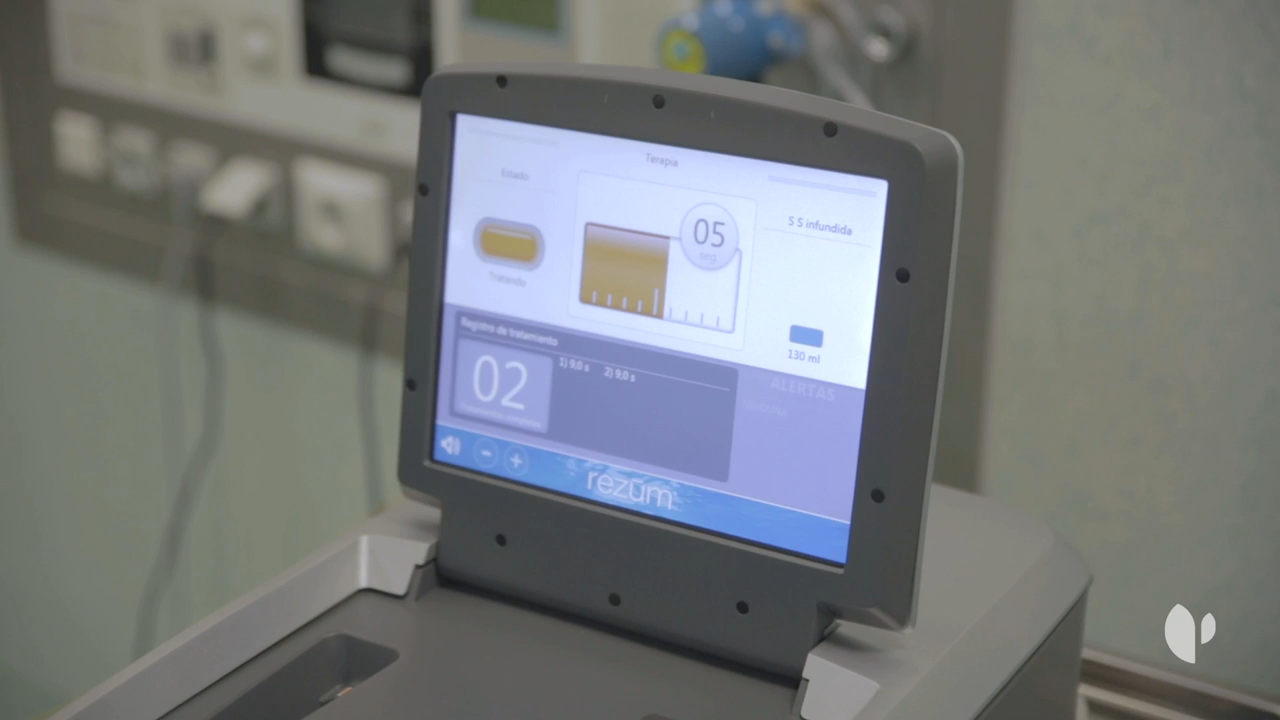 Terapia
Estado
05
seg
S S infundida
Tratando
130 ml
Registro de tratamiento
02
1) 9,0 s 2) 9,0 s
ALERTAS
- +
rezūm